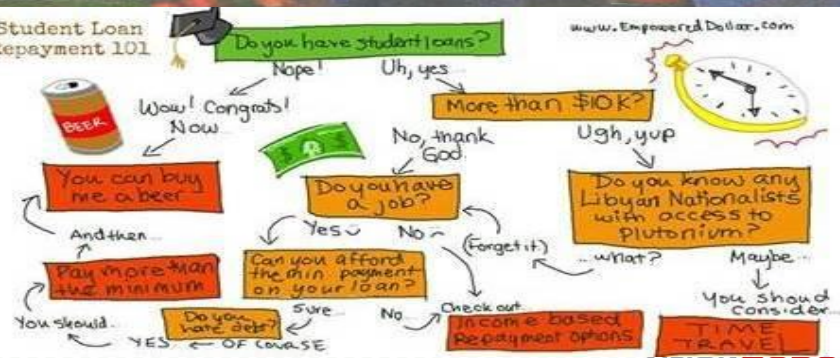 Student Loan
Repayment 101
www.EmpoweredDollar.com
Do you have student loans?
Nope!
Uh, yes...
Wow! Congrats!
Now...
BEER
More than $10K?
No, thank
God.
Ugh, yup
You can buy
me a beer
Do you have
a job?
Do you know any
Libyan Nationalists
with access to
plutonium?
Yes
No
(Forget it.)
...what?
Maybe...
And then...
Pay more than
the minimum
Can you afford
the min payment
on your loan?
You shoud
consider...
Sure...
No...
Check out...
Income based
Repayment options
TIME
TRAVEL
Do you
hate debt?
You should...
YES
OF COURSE